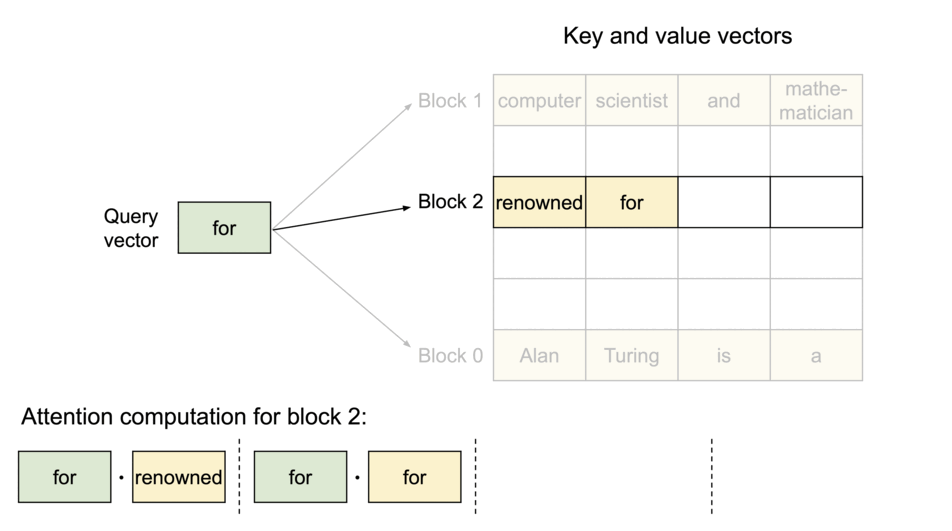 Key and value vectors
Block 1 computer scientist and mathe-
matician
Query
vector
for
Block 2 renowned for
Block 0 Alan Turing is a
Attention computation for block 2:
for · renowned for · for